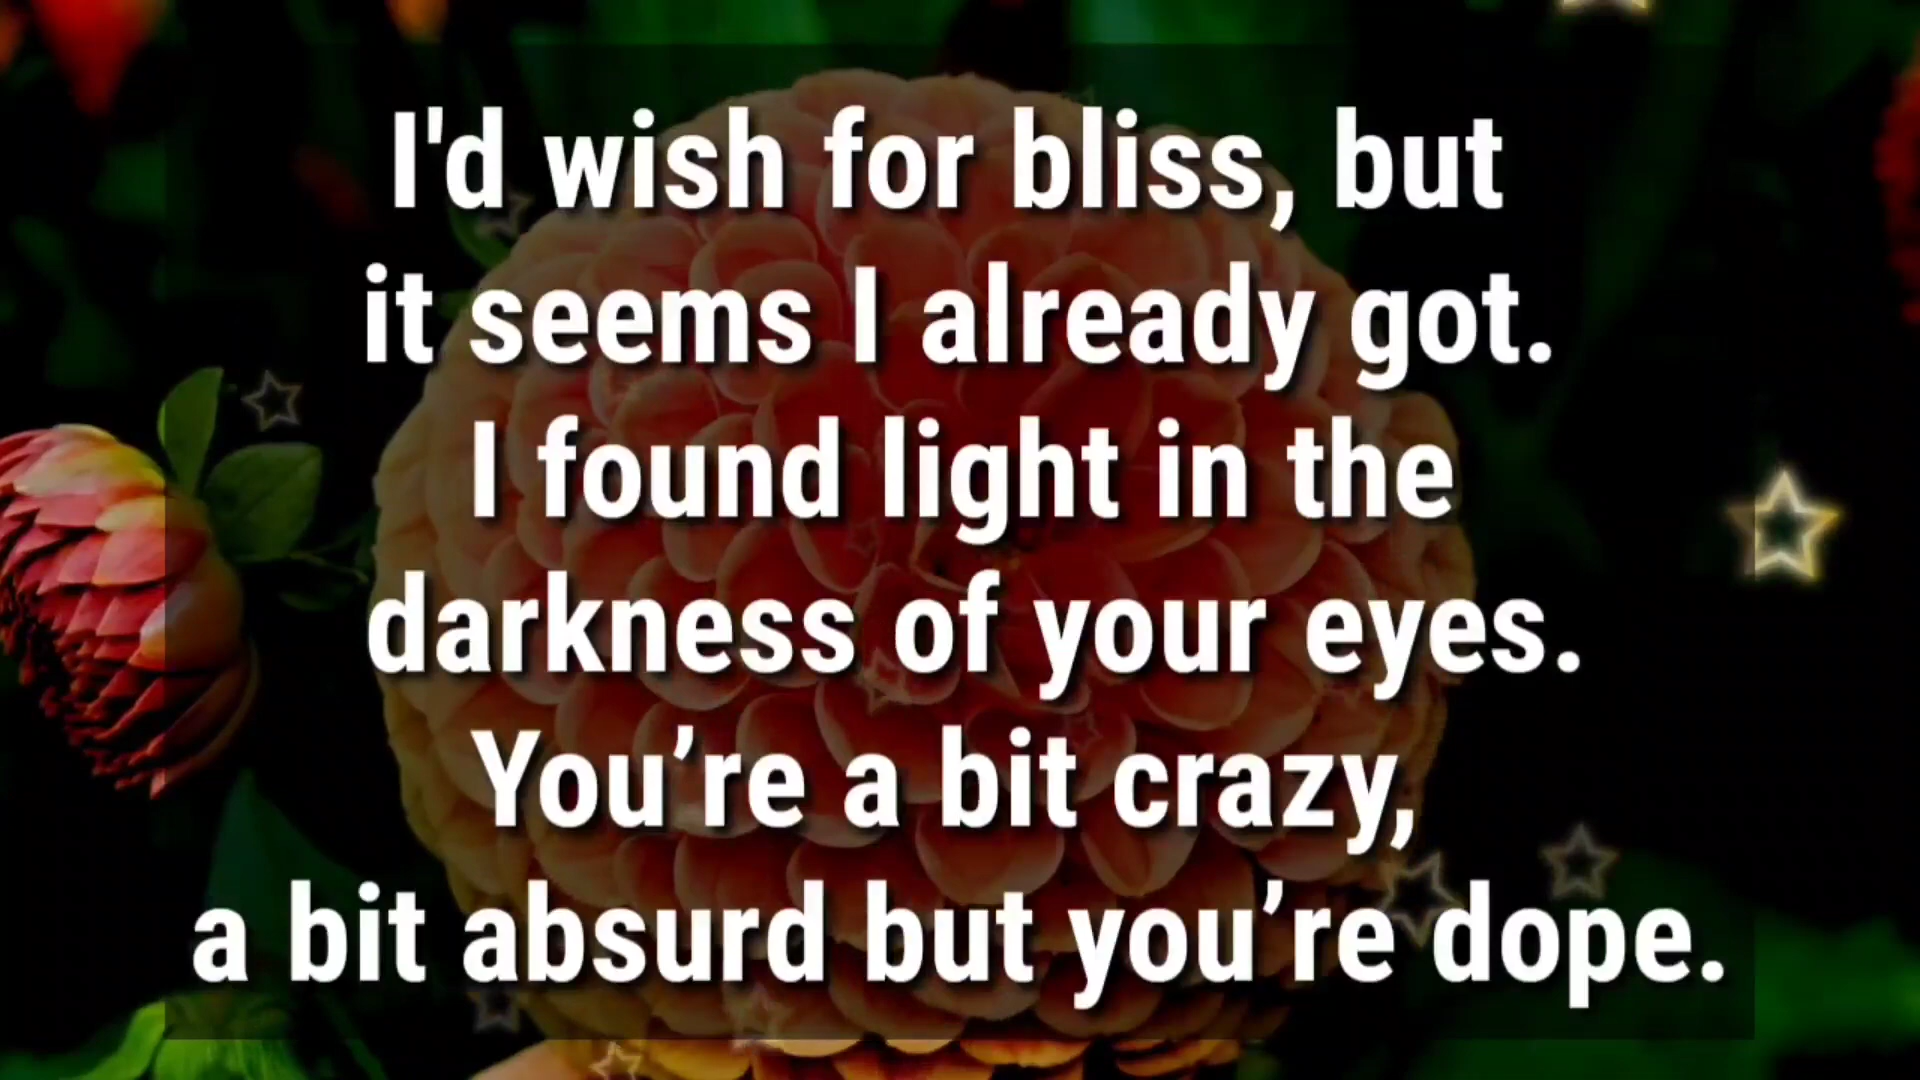 I'd wish for bliss, but
it seems I already got.
I found light in the
darkness of your eyes.
You’re a bit crazy,
a bit absurd but you’re dope.